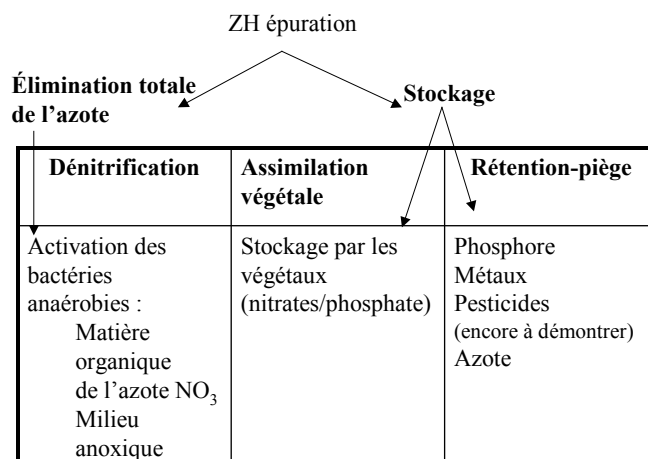 ZH épuration
Élimination totale
de l'azote
Stockage
Dénitrification
Assimilation
végétale
Rétention-piège
Activation des
bactéries
anaérobies :
Matière
organique
de l'azote NO₃
Milieu
anoxique
Stockage par les
végétaux
(nitrates/phosphate)
Phosphore
Métaux
Pesticides
(encore à démontrer)
Azote